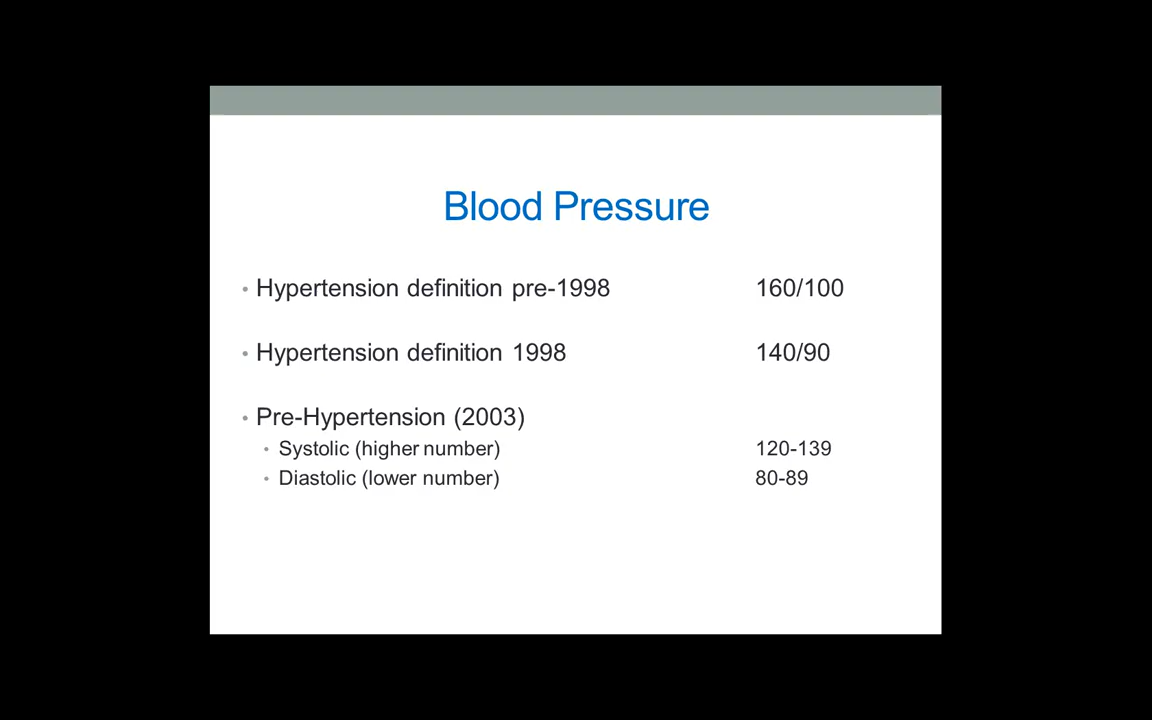 Blood Pressure
• Hypertension definition pre-1998 160/100
• Hypertension definition 1998 140/90
• Pre-Hypertension (2003)
• Systolic (higher number) 120-139
• Diastolic (lower number) 80-89